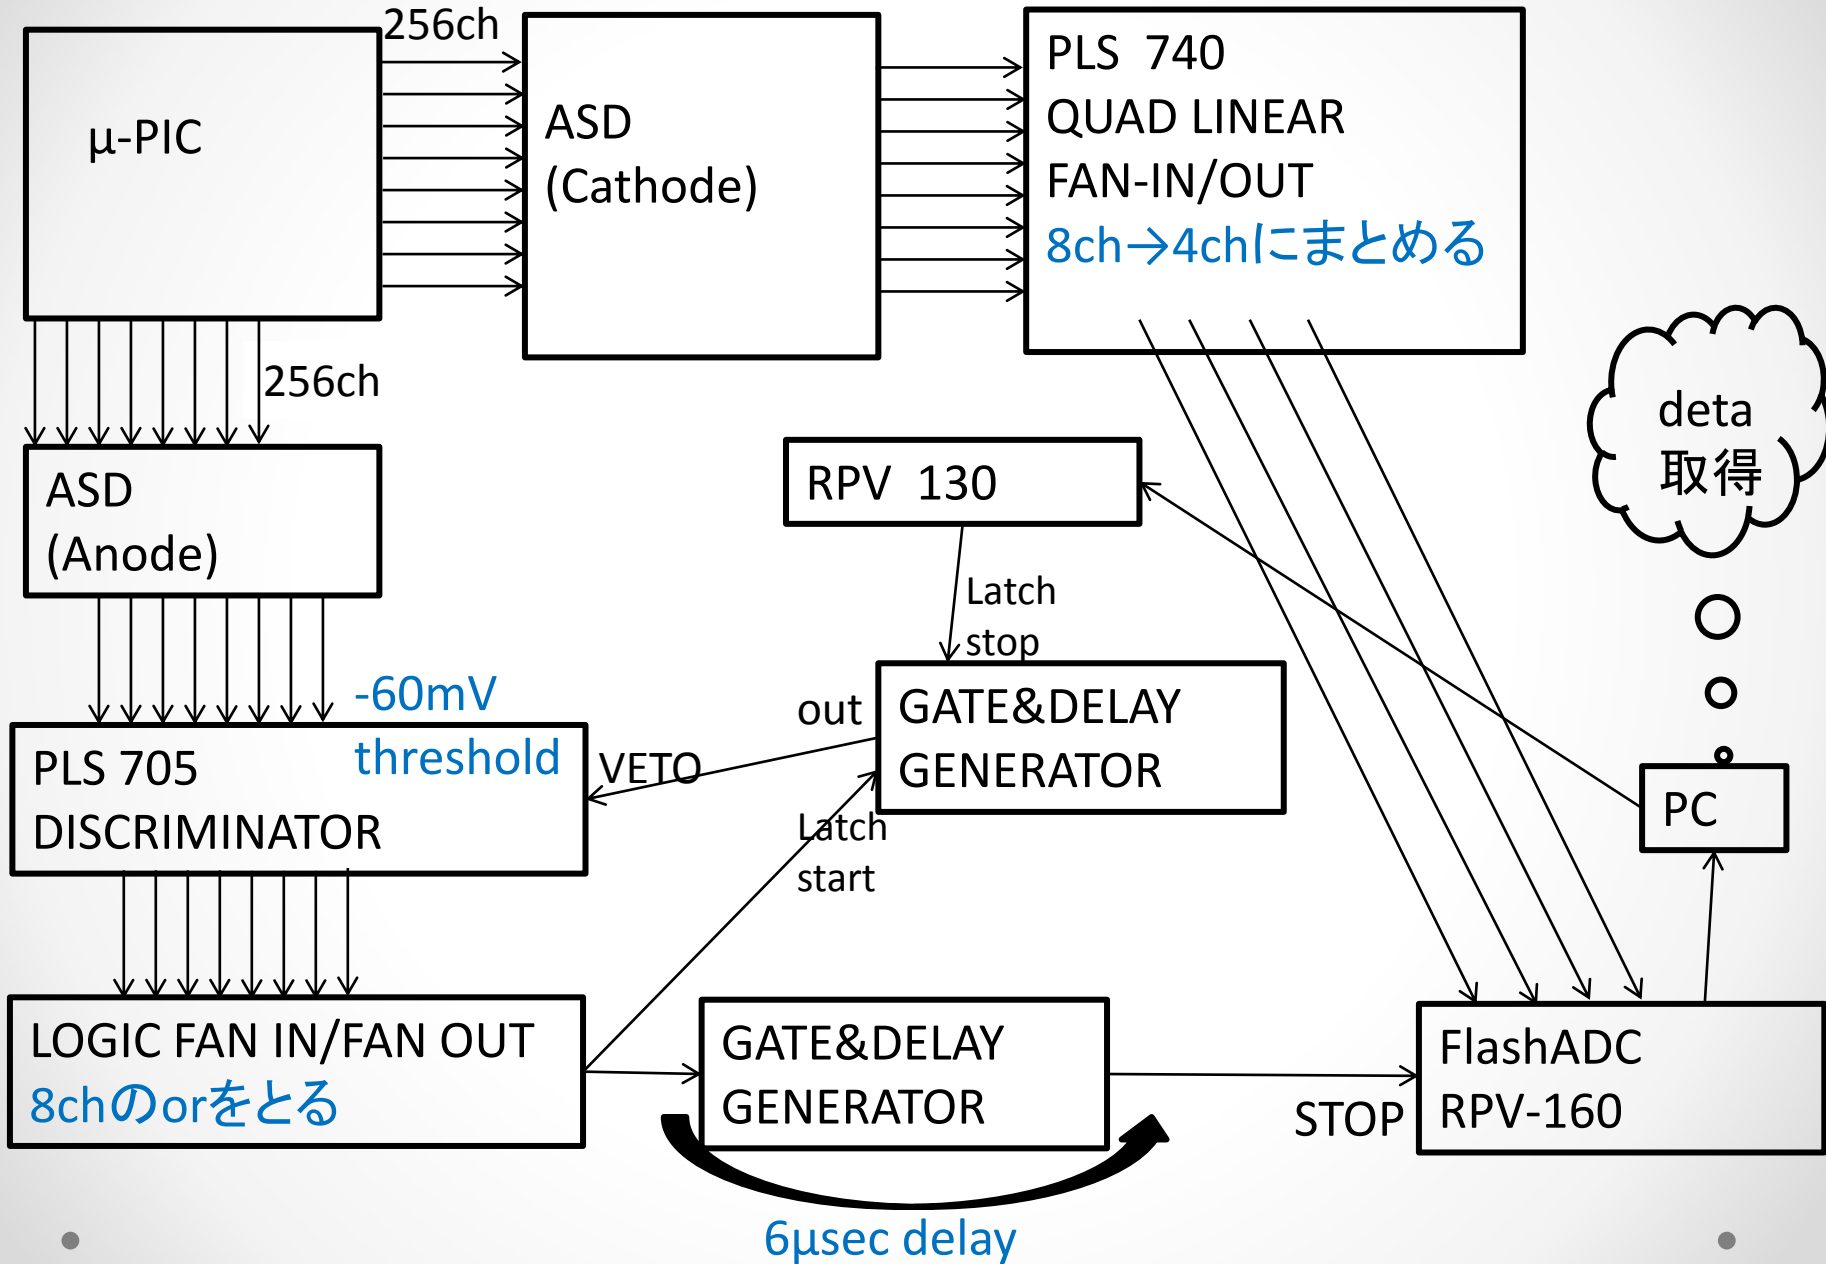 256ch
μ-PIC
ASD
(Cathode)
PLS 740
QUAD LINEAR
FAN-IN/OUT
8ch→4chにまとめる
256ch
ASD
(Anode)
RPV 130
deta
取得
Latch
stop
-60mV
threshold
PLS 705
DISCRIMINATOR
VETO
out
GATE&DELAY
GENERATOR
Latch
start
PC
LOGIC FAN IN/FAN OUT
8chのorをとる
GATE&DELAY
GENERATOR
STOP
FlashADC
RPV-160
6μsec delay